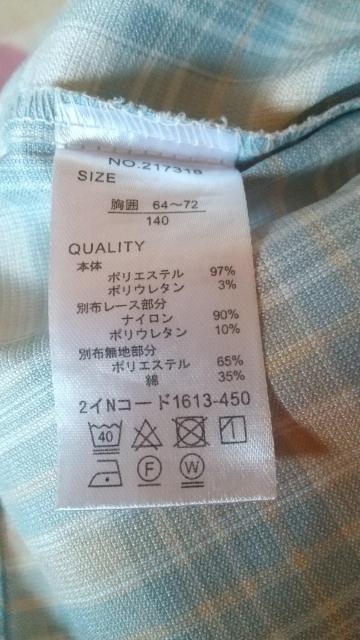 NO.217318
SIZE
胸囲 64～72
140
QUALITY
本体
ポリエステル 97%
ポリウレタン 3%
別布レース部分
ナイロン 90%
ポリウレタン 10%
別布無地部分
ポリエステル 65%
綿 35%
2イNコード1613-450
40
F W